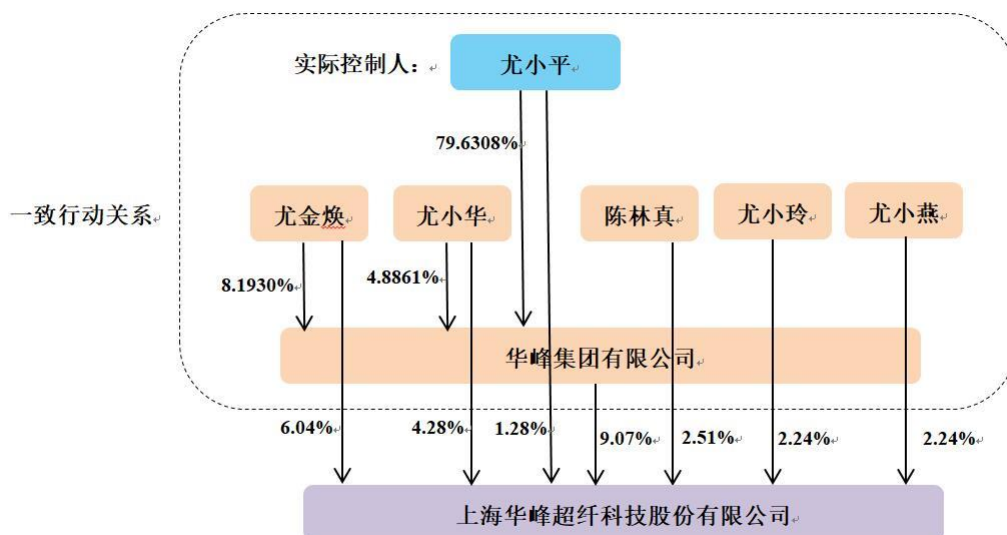 实际控制人：
尤小平
79.6308%
一致行动关系
尤金焕
尤小华
陈林真
尤小玲
尤小燕
8.1930%
4.8861%
华峰集团有限公司
6.04%
4.28%
1.28%
9.07%
2.51%
2.24%
2.24%
上海华峰超纤科技股份有限公司